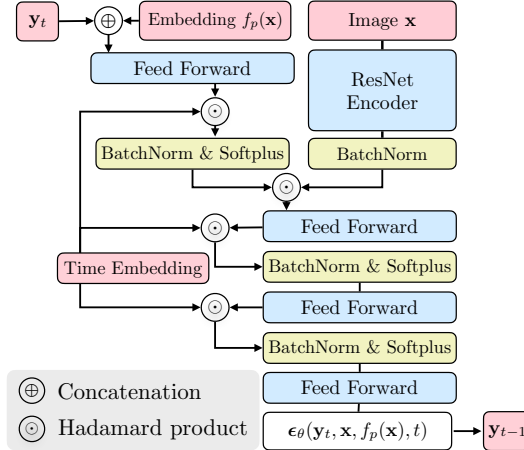 y_t
⊕
Embedding f_p(x)
Image x
Feed Forward
ResNet
Encoder
⊙
BatchNorm & Softplus
BatchNorm
⊙
⊙
Feed Forward
Time Embedding
BatchNorm & Softplus
⊙
Feed Forward
BatchNorm & Softplus
Feed Forward
⊕ Concatenation
⊙ Hadamard product
ϵ_θ(y_t, x, f_p(x), t)
y_{t−1}